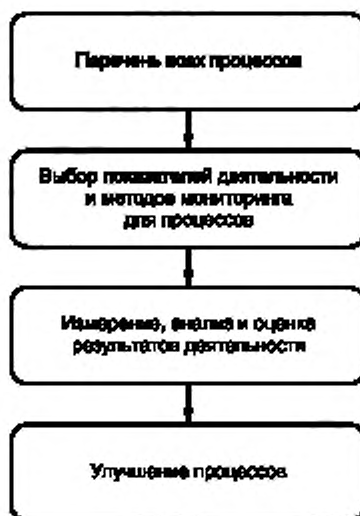 Перечень всех процессов
Выбор показателей деятельности
и методов мониторинга
для процессов
Измерение, анализ и оценка
результатов деятельности
Улучшение процессов